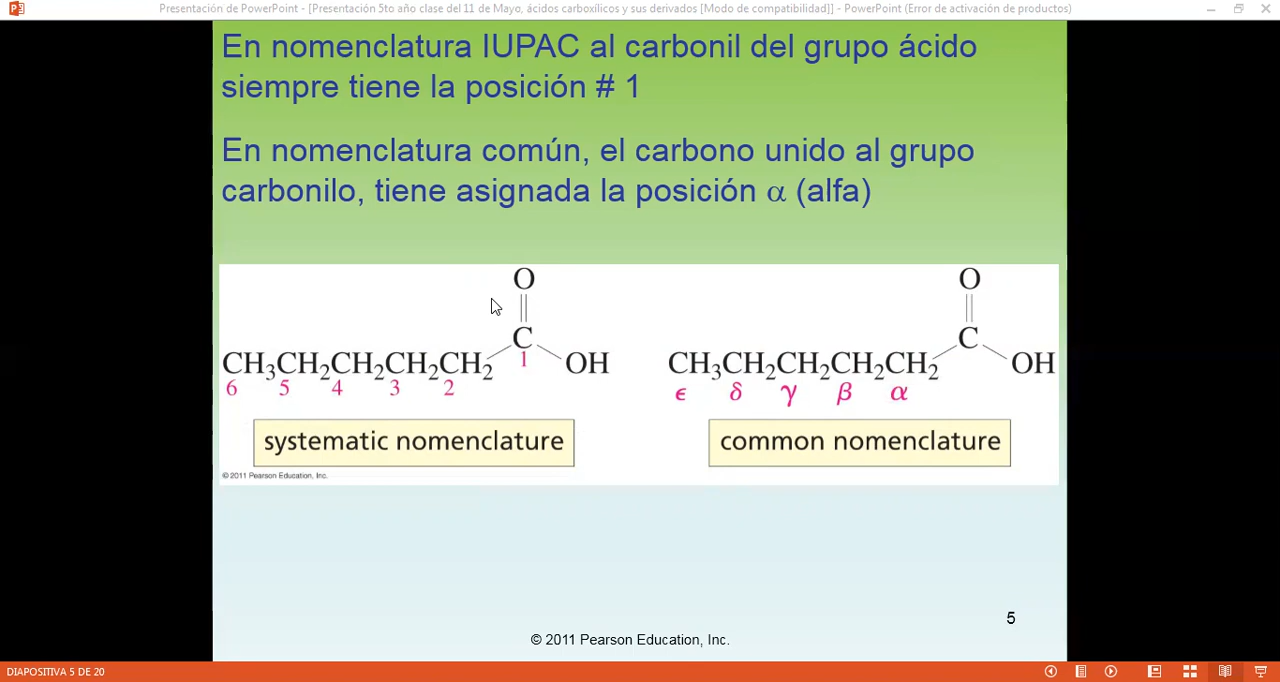 Presentación de PowerPoint - [Presentación 5to año clase del 11 de Mayo, ácidos carboxílicos y sus derivados [Modo de compatibilidad]] - PowerPoint (Error de activación de productos)
En nomenclatura IUPAC al carbonil del grupo ácido
siempre tiene la posición # 1
En nomenclatura común, el carbono unido al grupo
carbonilo, tiene asignada la posición α (alfa)
O
C
CH₃CH₂CH₂CH₂CH₂ OH
6 5 4 3 2 1
systematic nomenclature
O
C
CH₃CH₂CH₂CH₂CH₂ OH
ϵ δ γ β α
common nomenclature
© 2011 Pearson Education, Inc.
5
© 2011 Pearson Education, Inc.
DIAPOSITIVA 5 DE 20